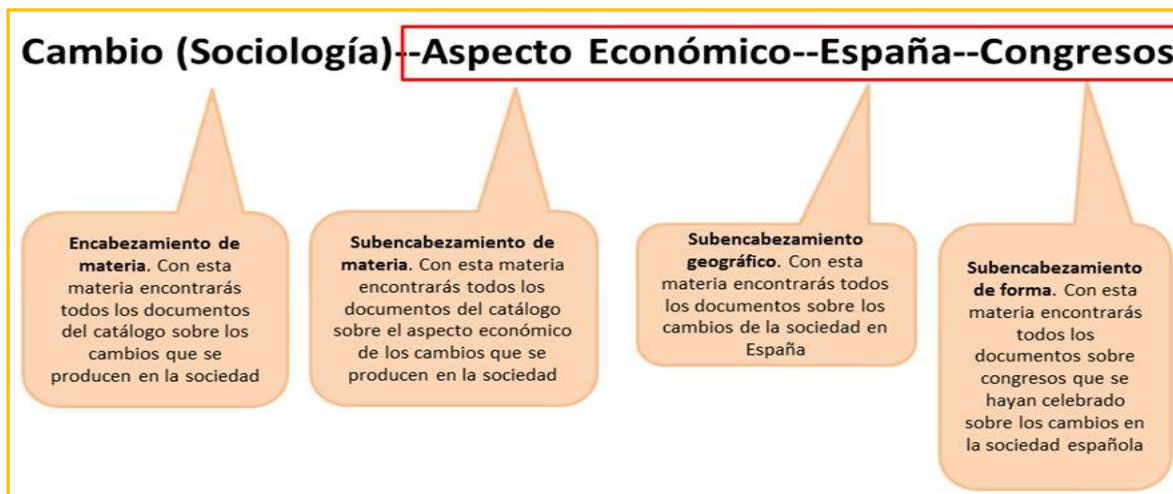 Cambio (Sociología)--Aspecto Económico--España--Congresos
Encabezamiento de
materia. Con esta
materia encontrarás
todos los documentos
del catálogo sobre los
cambios que se
producen en la sociedad
Subencabezamiento de
materia. Con esta materia
encontrarás todos los
documentos del catálogo
sobre el aspecto económico
de los cambios que se
producen en la sociedad
Subencabezamiento
geográfico. Con esta
materia encontrarás todos
los documentos sobre los
cambios de la sociedad en
España
Subencabezamiento
de forma. Con esta
materia encontrarás
todos los
documentos sobre
congresos que se
hayan celebrado
sobre los cambios en
la sociedad española